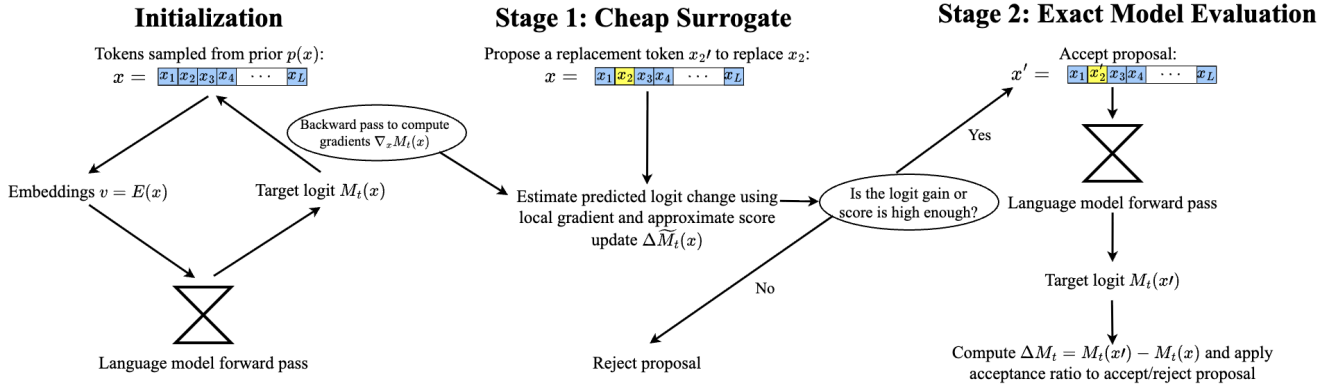 Initialization
Tokens sampled from prior p(x):
x = x₁ x₂ x₃ x₄ ··· x_L
Backward pass to compute
gradients ∇ₓMₜ(x)
Embeddings v = E(x)
Target logit Mₜ(x)
Language model forward pass
Stage 1: Cheap Surrogate
Propose a replacement token x₂′ to replace x₂:
x = x₁ x₂ x₃ x₄ ··· x_L
Estimate predicted logit change using
local gradient and approximate score
update ΔM̃ₜ(x)
Is the logit gain or
score is high enough?
Yes
No
Reject proposal
Stage 2: Exact Model Evaluation
Accept proposal:
x′ = x₁ x₂′ x₃ x₄ ··· x_L
Language model forward pass
Target logit Mₜ(x′)
Compute ΔMₜ = Mₜ(x′) − Mₜ(x) and apply
acceptance ratio to accept/reject proposal